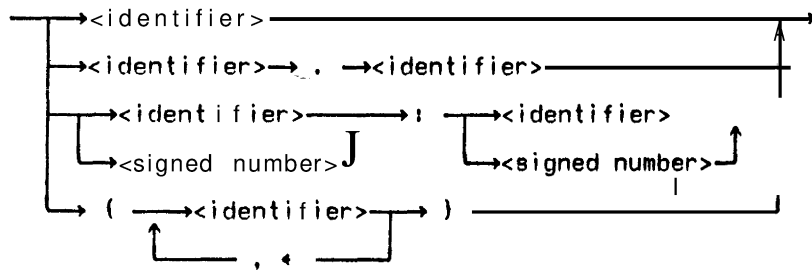 <identifier>
<identifier> . <identifier>
<identifier> : <identifier>
<signed number> <signed number>
( <identifier> )
,